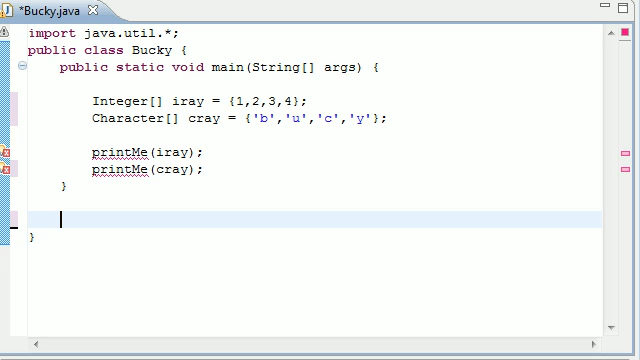 *Bucky.java
import java.util.*;
public class Bucky {
public static void main(String[] args) {
Integer[] iray = {1,2,3,4};
Character[] cray = {'b','u','c','y'};
printMe(iray);
printMe(cray);
}
}